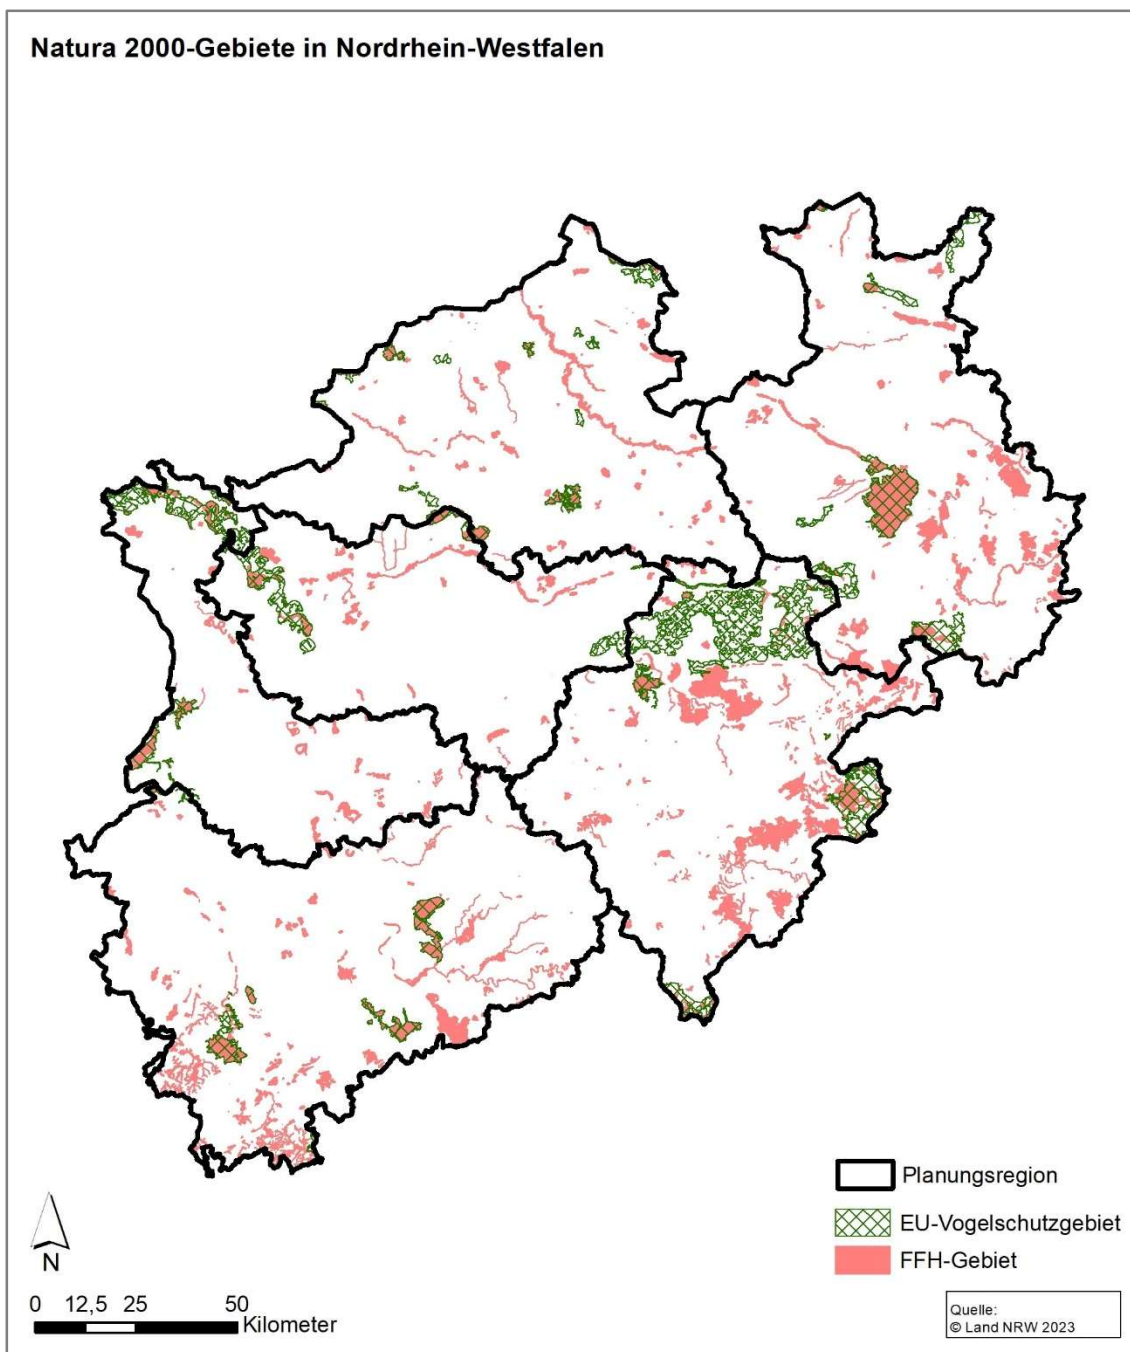 Natura 2000-Gebiete in Nordrhein-Westfalen
Planungsregion
EU-Vogelschutzgebiet
FFH-Gebiet
N
0 12,5 25 50
Kilometer
Quelle:
© Land NRW 2023